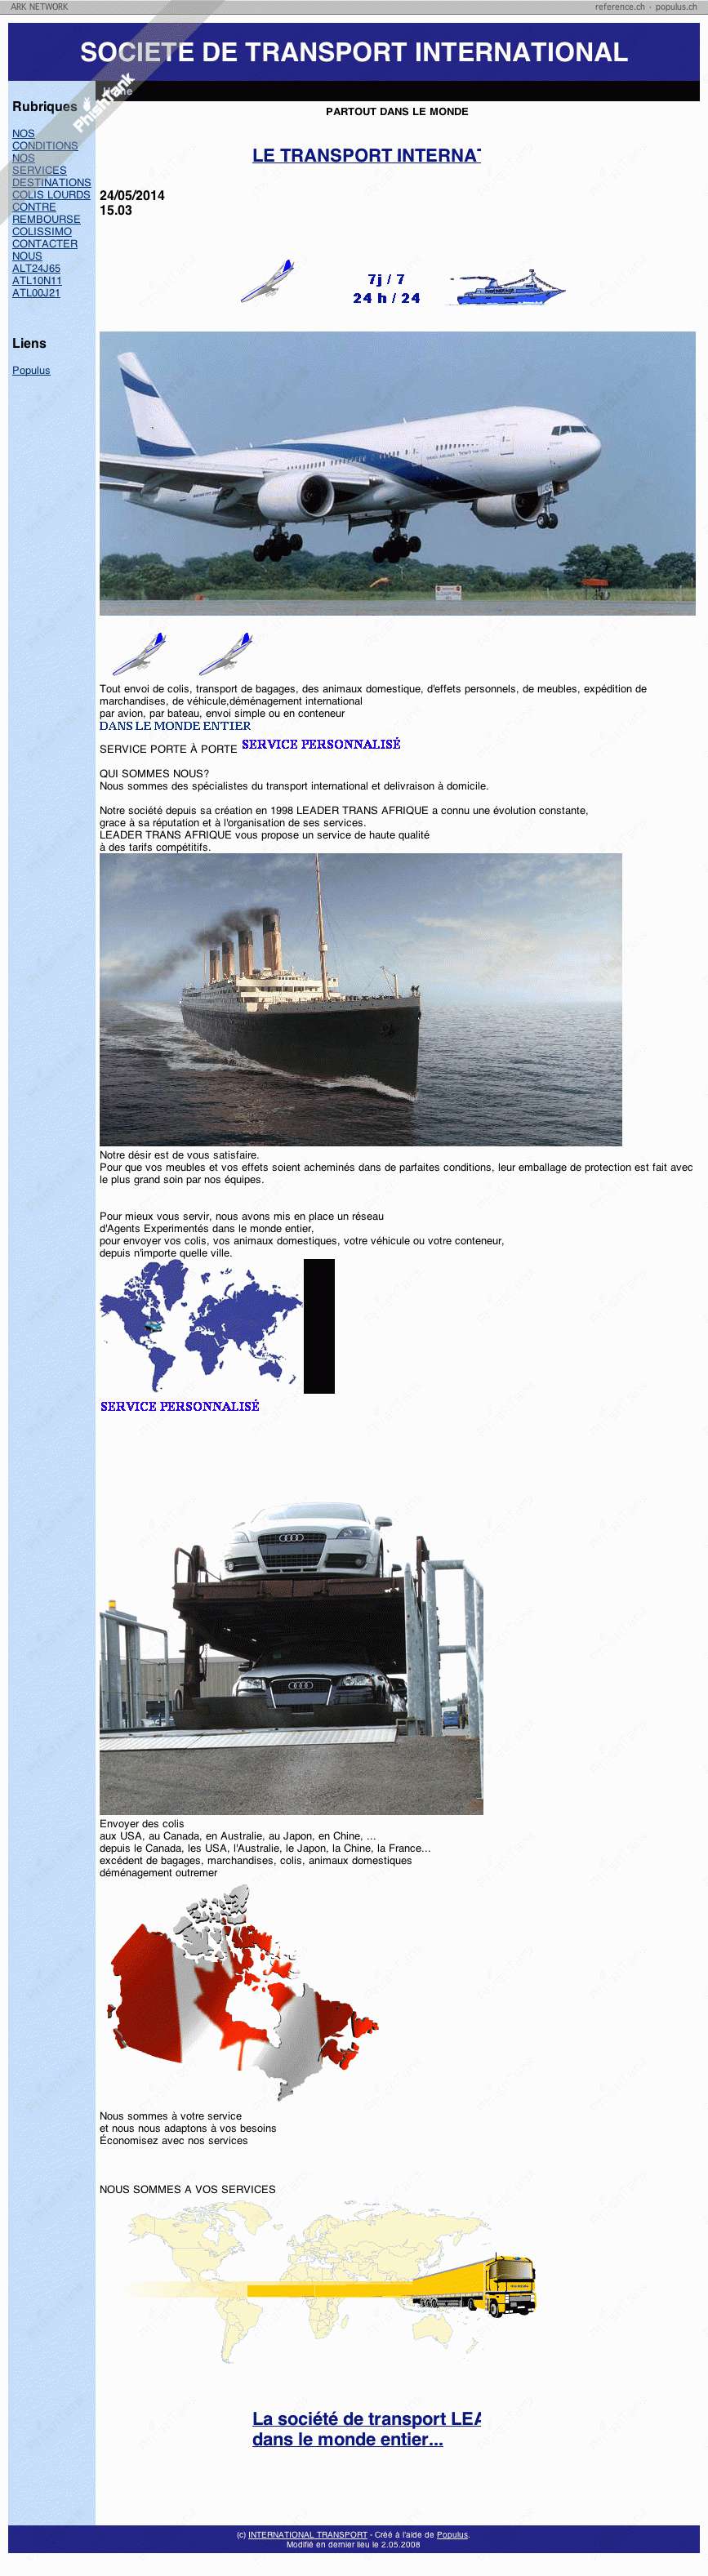 ARK NETWORK
reference.ch - populus.ch
SOCIETE DE TRANSPORT INTERNATIONAL
Home
PhishTank
Rubriques
NOS
CONDITIONS
NOS
SERVICES
DESTINATIONS
COLIS LOURDS
CONTRE
REMBOURSE
COLISSIMO
CONTACTER
NOUS
ALT24J65
ATL10N11
ATL00J21
Liens
Populus
PARTOUT DANS LE MONDE
LE TRANSPORT INTERNAT
24/05/2014
15.03
7j / 7
24 h / 24
Tout envoi de colis, transport de bagages, des animaux domestique, d'effets personnels, de meubles, expédition de
marchandises, de véhicule,déménagement international
par avion, par bateau, envoi simple ou en conteneur
DANS LE MONDE ENTIER
SERVICE PORTE À PORTE SERVICE PERSONNALISÉ
QUI SOMMES NOUS?
Nous sommes des spécialistes du transport international et delivraison à domicile.
Notre société depuis sa création en 1998 LEADER TRANS AFRIQUE a connu une évolution constante,
grace à sa réputation et à l'organisation de ses services.
LEADER TRANS AFRIQUE vous propose un service de haute qualité
à des tarifs compétitifs.
Notre désir est de vous satisfaire.
Pour que vos meubles et vos effets soient acheminés dans de parfaites conditions, leur emballage de protection est fait avec
le plus grand soin par nos équipes.
Pour mieux vous servir, nous avons mis en place un réseau
d'Agents Experimentés dans le monde entier,
pour envoyer vos colis, vos animaux domestiques, votre véhicule ou votre conteneur,
depuis n'importe quelle ville.
SERVICE PERSONNALISÉ
Envoyer des colis
aux USA, au Canada, en Australie, au Japon, en Chine, ...
depuis le Canada, les USA, l'Australie, le Japon, la Chine, la France...
excédent de bagages, marchandises, colis, animaux domestiques
déménagement outremer
Nous sommes à votre service
et nous nous adaptons à vos besoins
Économisez avec nos services
NOUS SOMMES A VOS SERVICES
La société de transport LEA
dans le monde entier...
(c) INTERNATIONAL TRANSPORT - Créé à l'aide de Populus.
Modifié en dernier lieu le 2.05.2008